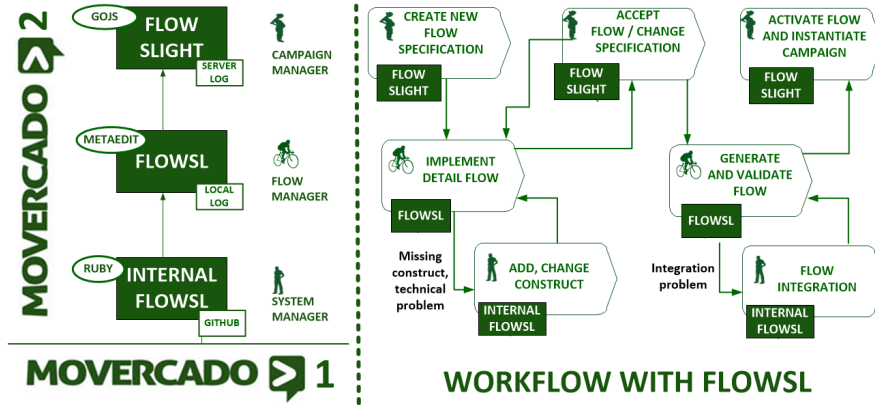 MOVERCADO 2
GOJS
FLOW
SLIGHT
SERVER
LOG
CAMPAIGN
MANAGER
METAEDIT
FLOWSL
LOCAL
LOG
FLOW
MANAGER
RUBY
INTERNAL
FLOWSL
GITHUB
SYSTEM
MANAGER
MOVERCADO 1
CREATE NEW
FLOW
SPECIFICATION
FLOW
SLIGHT
ACCEPT
FLOW / CHANGE
SPECIFICATION
FLOW
SLIGHT
ACTIVATE FLOW
AND INSTANTIATE
CAMPAIGN
FLOW
SLIGHT
IMPLEMENT
DETAIL FLOW
FLOWSL
GENERATE
AND VALIDATE
FLOW
FLOWSL
Missing
construct,
technical
problem
ADD, CHANGE
CONSTRUCT
INTERNAL
FLOWSL
Integration
problem
FLOW
INTEGRATION
INTERNAL
FLOWSL
WORKFLOW WITH FLOWSL